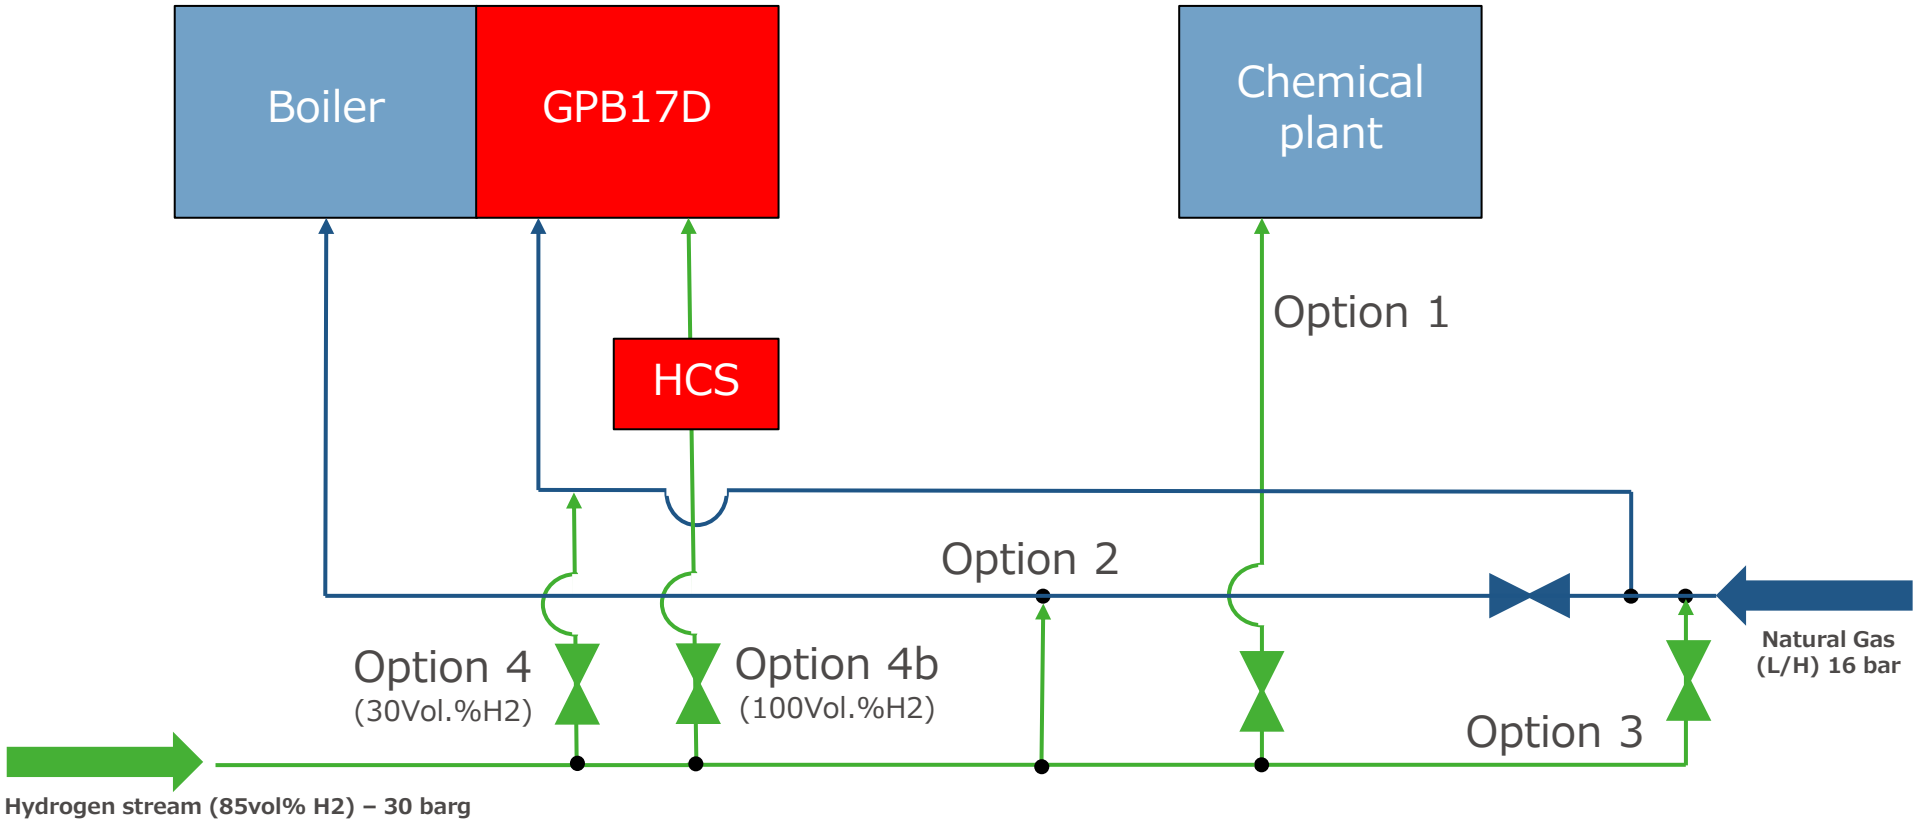 Boiler
GPB17D
Chemical
plant
Option 1
HCS
Option 2
Option 4
(30Vol.%H2)
Option 4b
(100Vol.%H2)
Natural Gas
(L/H) 16 bar
Option 3
Hydrogen stream (85vol% H2) – 30 barg